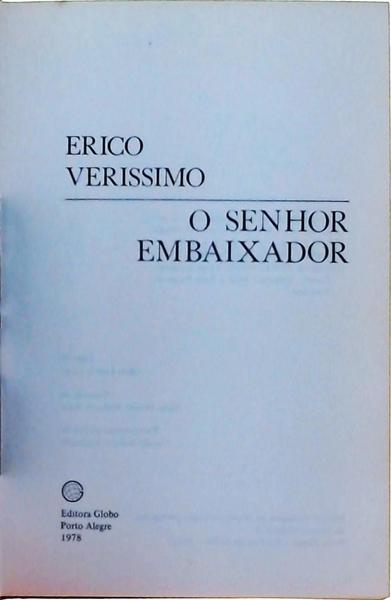 ERICO
VERISSIMO
O SENHOR
EMBAIXADOR
Editora Globo
Porto Alegre
1978